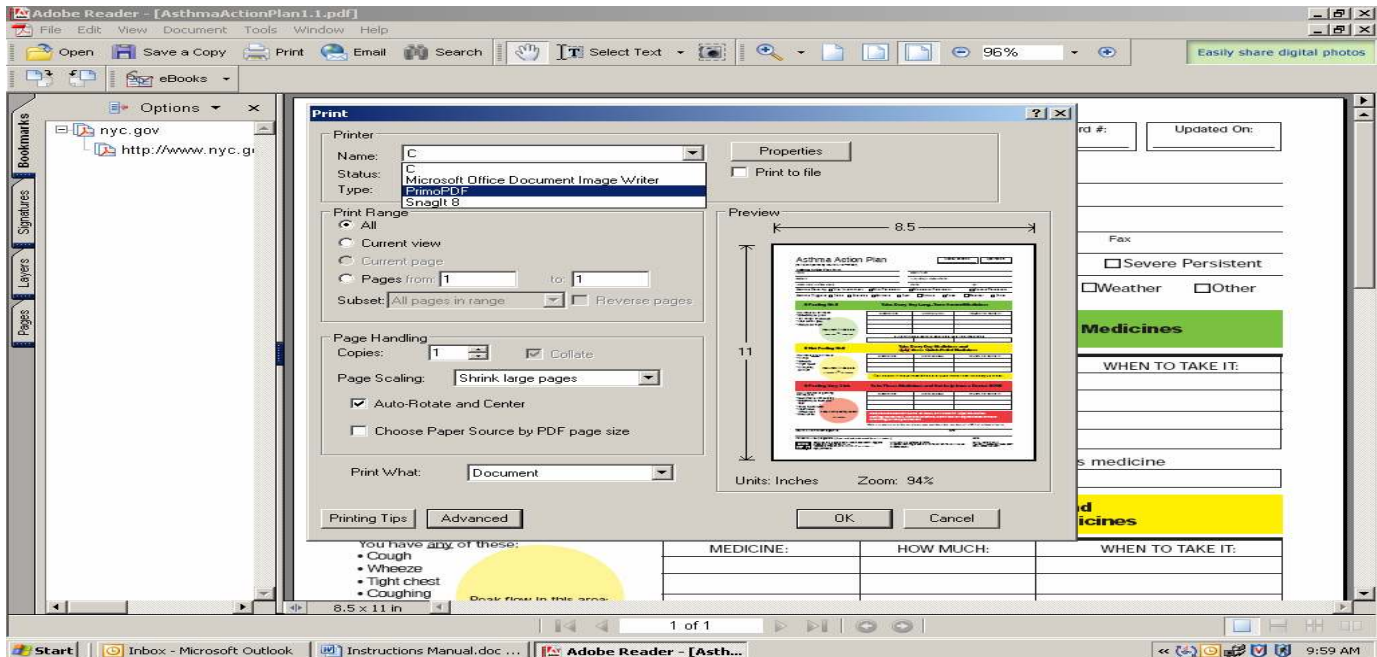 Adobe Reader - [AsthmaActionPlan1.1.pdf]
File Edit View Document Tools Window Help
Open Save a Copy Print Email Search Select Text 96% Easily share digital photos
eBooks
Bookmarks
Signatures
Layers
Pages
Options
nyc.gov
http://www.nyc.g
Print
Printer
Name: C
Properties
Status:
Type:
C
Microsoft Office Document Image Writer
PrimoPDF
SnagIt 8
Print to file
Print Range
All
Current view
Current page
Pages from: 1 to: 1
Subset: All pages in range Reverse pages
Page Handling
Copies: 1 Collate
Page Scaling: Shrink large pages
Auto-Rotate and Center
Choose Paper Source by PDF page size
Print What: Document
Preview
8.5
11
Asthma Action Plan
Units: Inches Zoom: 94%
Printing Tips Advanced OK Cancel
rd #: Updated On:
Fax
Severe Persistent
Weather Other
Medicines
WHEN TO TAKE IT:
s medicine
d
icines
You have any of these:
• Cough
• Wheeze
• Tight chest
• Coughing
Peak flow in this area:
MEDICINE: HOW MUCH: WHEN TO TAKE IT:
8.5 x 11 in
1 of 1
Start Inbox - Microsoft Outlook Instructions Manual.doc ... Adobe Reader - [Asth... 9:59 AM